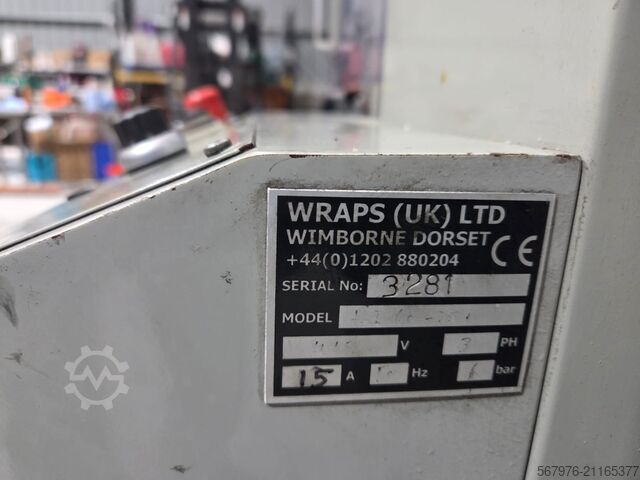 WRAPS (UK) LTD
WIMBORNE DORSET
+44(0)1202 880204
CE
SERIAL No: 3281
MODEL
V 3 PH
15 A Hz 6 bar
567976-21165377